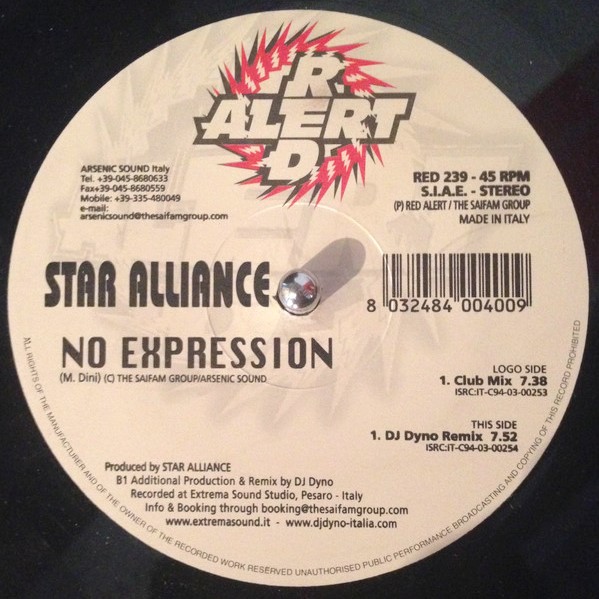 RED
ALERT
ARSENIC SOUND Italy
Tel. +39-045-8680633
Fax+39-045-8680559
Mobile: +39-335-480049
e-mail:
arsenicsound@thesaifamgroup.com
RED 239 - 45 RPM
S.I.A.E. - STEREO
(P) RED ALERT / THE SAIFAM GROUP
MADE IN ITALY
STAR ALLIANCE
8 032484 004009
NO EXPRESSION
(M. Dini) (C) THE SAIFAM GROUP/ARSENIC SOUND
LOGO SIDE
1. Club Mix 7.38
ISRC:IT-C94-03-00253
THIS SIDE
1. DJ Dyno Remix 7.52
ISRC:IT-C94-03-00254
Produced by STAR ALLIANCE
B1 Additional Production & Remix by DJ Dyno
Recorded at Extrema Sound Studio, Pesaro - Italy
Info & Booking through booking@thesaifamgroup.com
www.extremasound.it - www.djdyno-italia.com
ALL RIGHTS OF THE MANUFACTURER AND OF THE OWNER OF THE RECORDED WORK RESERVED UNAUTHORISED PUBLIC PERFORMANCE BROADCASTING AND COPYING OF THIS RECORD PROHIBITED